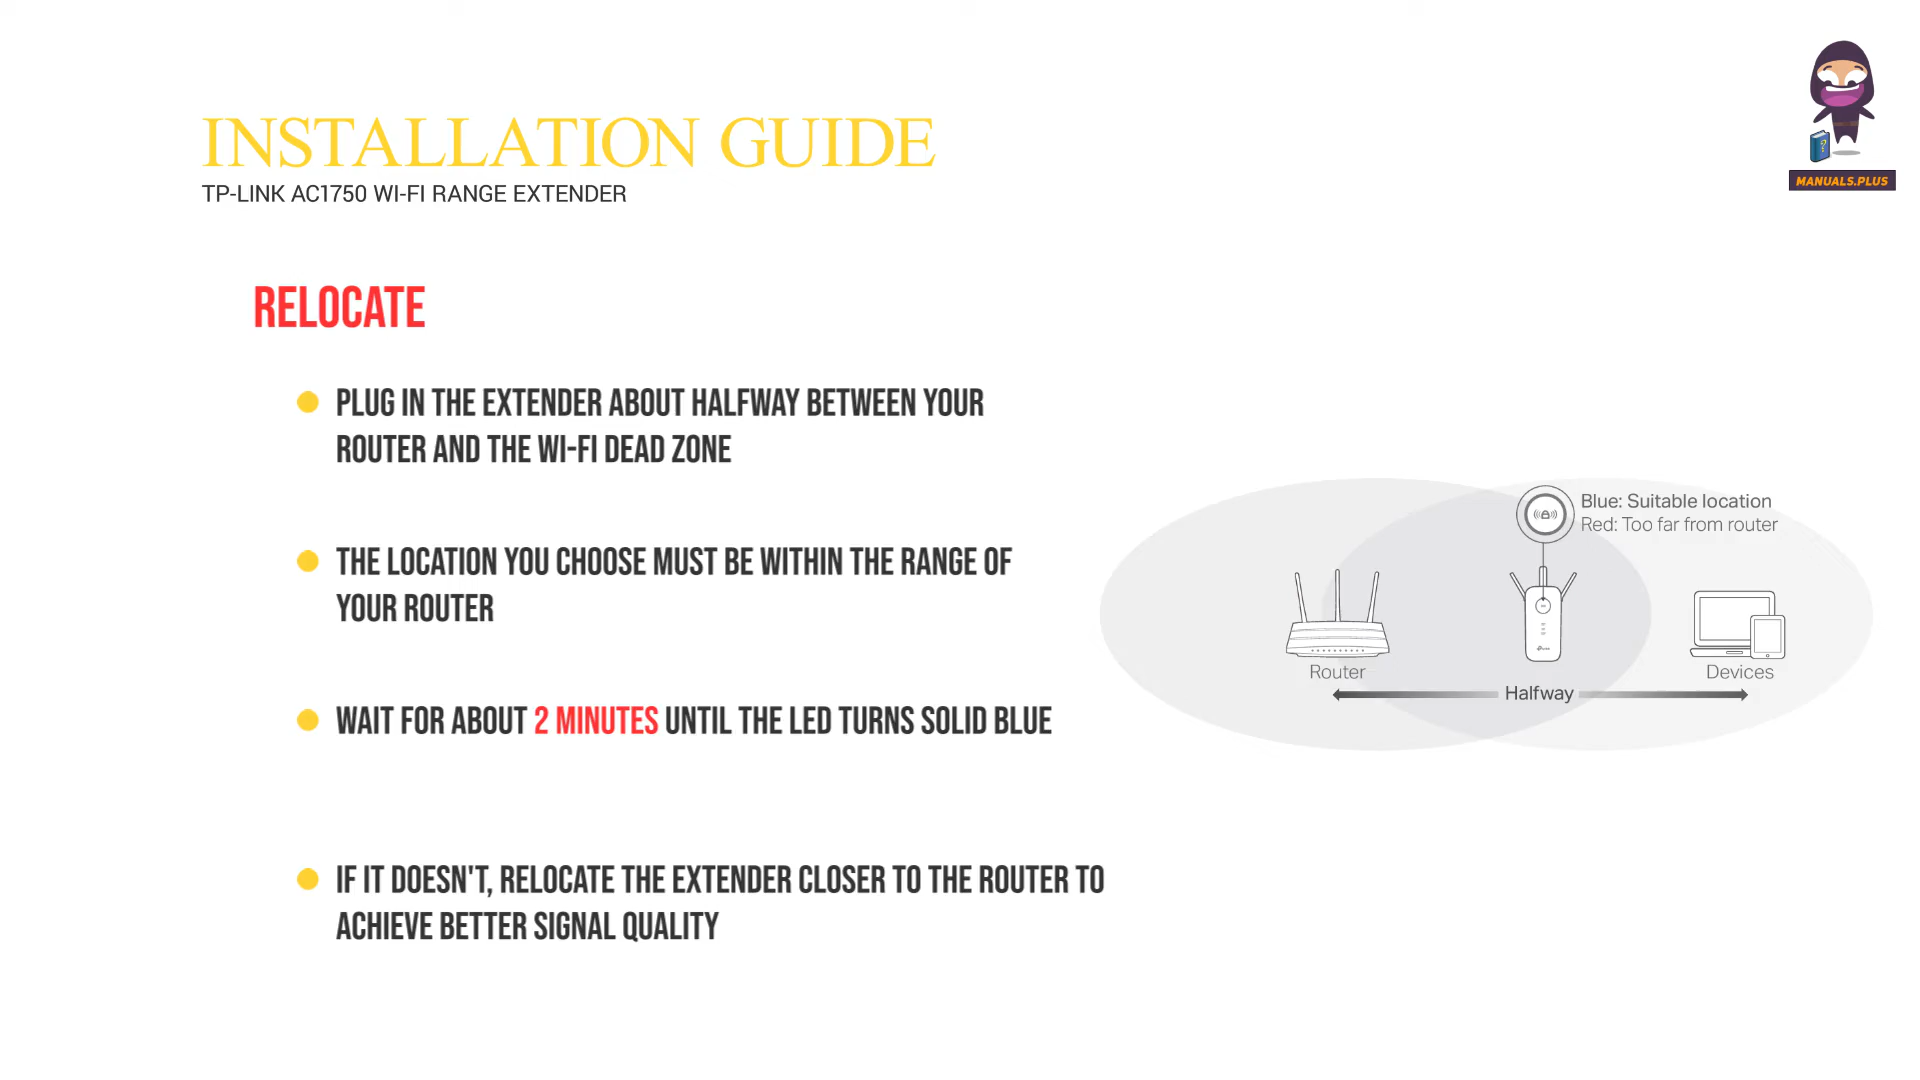 INSTALLATION GUIDE
TP-LINK AC1750 WI-FI RANGE EXTENDER
MANUALS.PLUS
RELOCATE
PLUG IN THE EXTENDER ABOUT HALFWAY BETWEEN YOUR
ROUTER AND THE WI-FI DEAD ZONE
THE LOCATION YOU CHOOSE MUST BE WITHIN THE RANGE OF
YOUR ROUTER
WAIT FOR ABOUT 2 MINUTES UNTIL THE LED TURNS SOLID BLUE
IF IT DOESN'T, RELOCATE THE EXTENDER CLOSER TO THE ROUTER TO
ACHIEVE BETTER SIGNAL QUALITY
Blue: Suitable location
Red: Too far from router
Router
Devices
Halfway